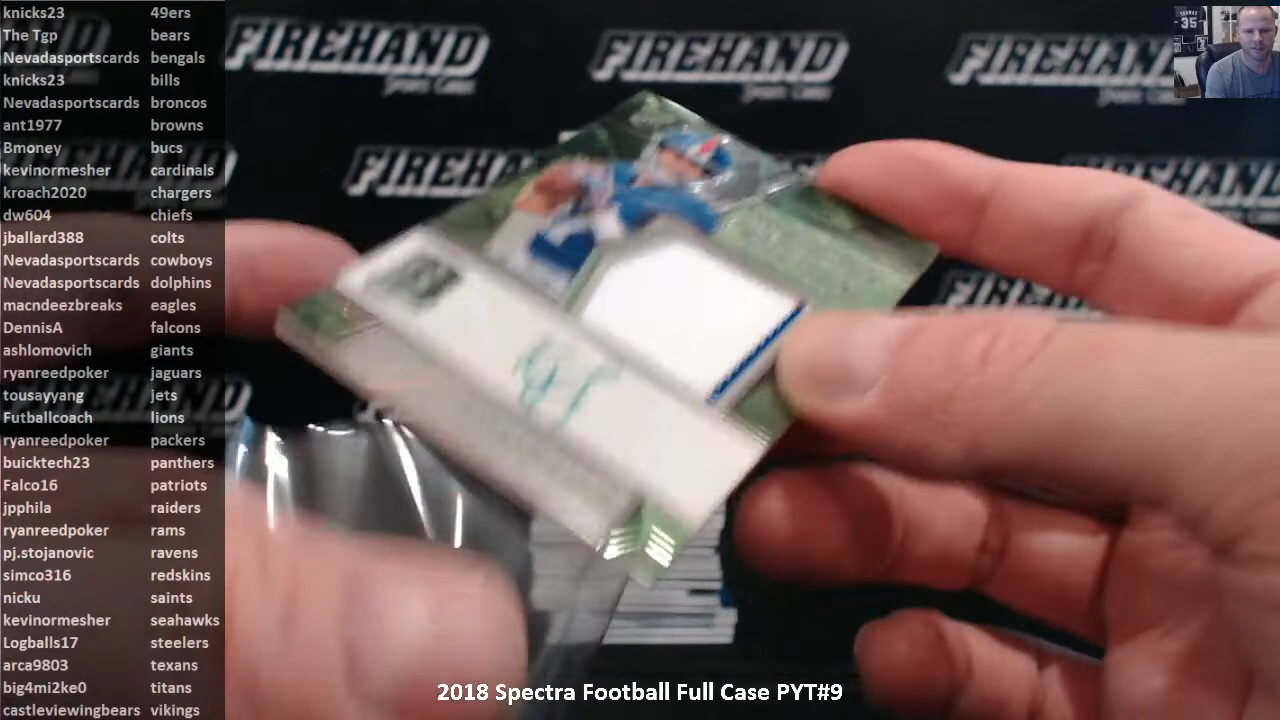 knicks23 49ers
The Tgp bears
Nevadasportscards bengals
knicks23 bills
Nevadasportscards broncos
ant1977 browns
Bmoney bucs
kevinormesher cardinals
kroach2020 chargers
dw604 chiefs
jballard388 colts
Nevadasportscards cowboys
Nevadasportscards dolphins
macndeezbreaks eagles
DennisA falcons
ashlomovich giants
ryanreedpoker jaguars
tousayyang jets
Futballcoach lions
ryanreedpoker packers
buicktech23 panthers
Falco16 patriots
jpphila raiders
ryanreedpoker rams
pj.stojanovic ravens
simco316 redskins
nicku saints
kevinormesher seahawks
Logballs17 steelers
arca9803 texans
big4mi2ke0 titans
castleviewingbears vikings
FIREHAND FIREHAND FIREHAND
FIREHAND
FIREHAND
THOMAS
35
2018 Spectra Football Full Case PYT#9